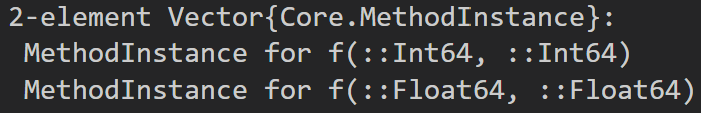 2-element Vector{Core.MethodInstance}:
 MethodInstance for f(::Int64, ::Int64)
 MethodInstance for f(::Float64, ::Float64)